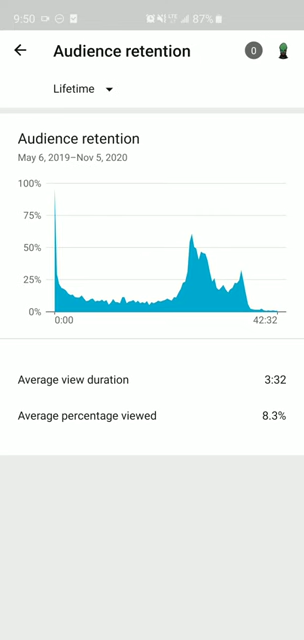 9:50 LTE 87%
Audience retention 0
Lifetime
Audience retention
May 6, 2019–Nov 5, 2020
100%
75%
50%
25%
0%
0:00 42:32
Average view duration 3:32
Average percentage viewed 8.3%